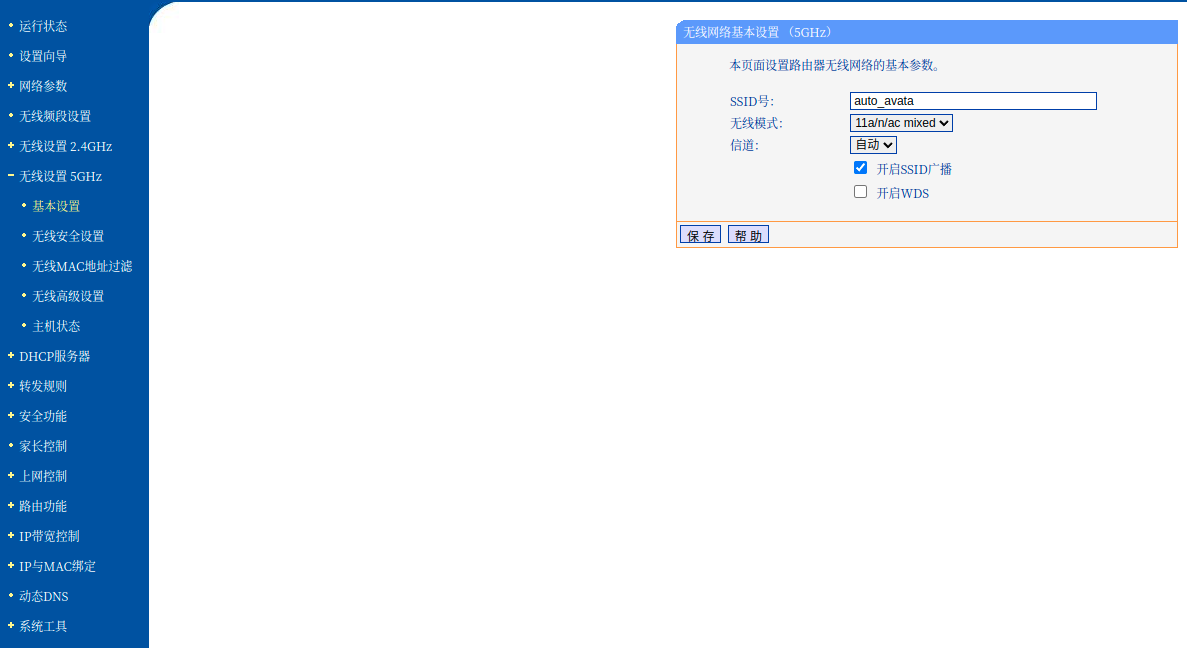 运行状态
设置向导
网络参数
无线频段设置
无线设置 2.4GHz
无线设置 5GHz
基本设置
无线安全设置
无线MAC地址过滤
无线高级设置
主机状态
DHCP服务器
转发规则
安全功能
家长控制
上网控制
路由功能
IP带宽控制
IP与MAC绑定
动态DNS
系统工具
无线网络基本设置 （5GHz）
本页面设置路由器无线网络的基本参数。
SSID号： auto_avata
无线模式： 11a/n/ac mixed
信道： 自动
开启SSID广播
开启WDS
保 存 帮 助